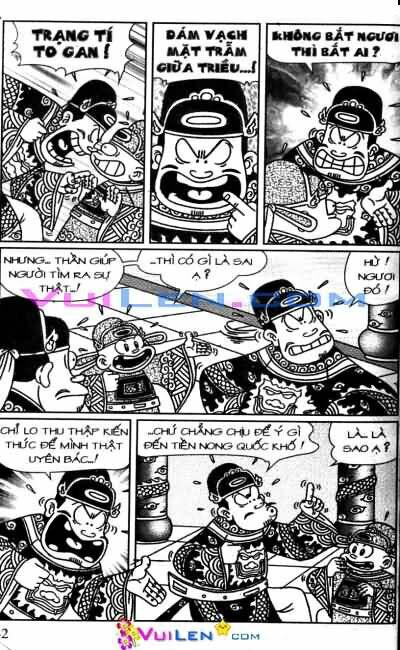 TRẠNG TÍ
TO GAN!
DÁM VẠCH
MẶT TRẪM
GIỮA TRIỀU...!
KHÔNG BẮT NGƯƠI
THÌ BẮT AI?
NHƯNG... THẦN GIÚP
NGƯỜI TÌM RA SỰ
THẬT...!
...THÌ CÓ GÌ LÀ SAI
Ạ?
HỪ!
NGƯƠI
ĐÓ!
VUILEN.COM
CHỈ LO THU THẬP KIẾN
THỨC ĐỂ MÌNH THẬT
UYÊN BÁC...!
...CHỨ CHẲNG CHỊU ĐỂ Ý GÌ
ĐẾN TIỀN NONG QUỐC KHỐ!
LÀ... LÀ
SAO Ạ?
2
VUILEN.COM